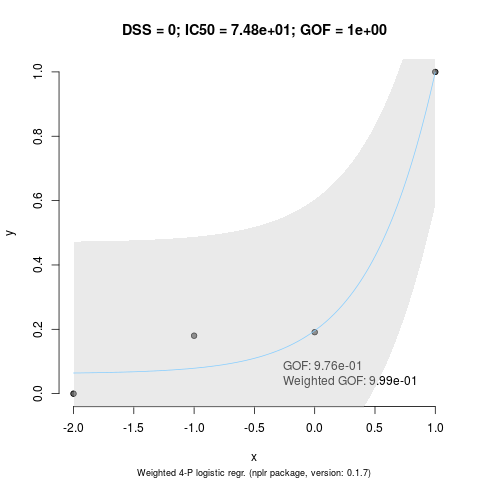 DSS = 0; IC50 = 7.48e+01; GOF = 1e+00
1.0
0.8
0.6
0.4
0.2
0.0
y
GOF: 9.76e-01
Weighted GOF: 9.99e-01
-2.0 -1.5 -1.0 -0.5 0.0 0.5 1.0
x
Weighted 4-P logistic regr. (nplr package, version: 0.1.7)